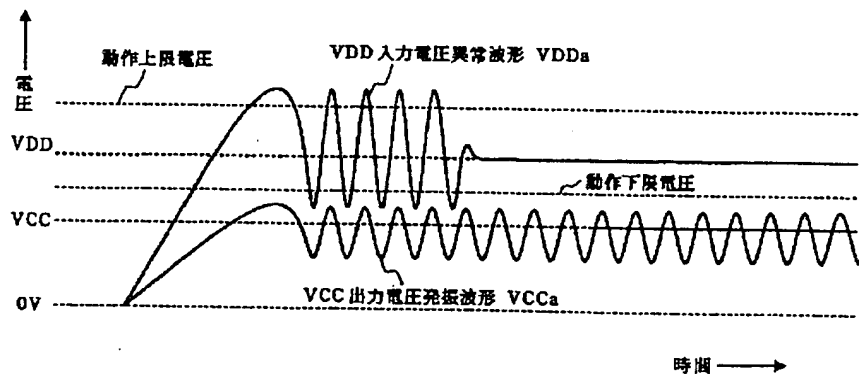 動作上限電圧
VDD 入力電圧異常波形 VDDa
電圧
VDD
動作下限電圧
VCC
VCC 出力電圧発振波形 VCCa
0V
時間